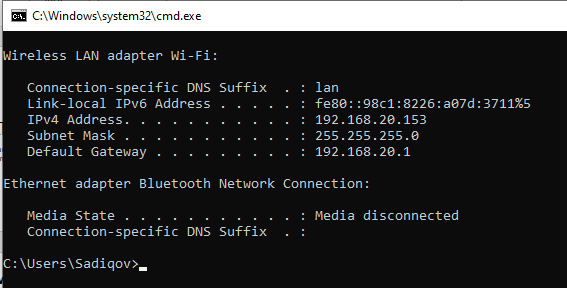 C:\Windows\system32\cmd.exe
Wireless LAN adapter Wi-Fi:
Connection-specific DNS Suffix  . : lan
Link-local IPv6 Address . . . . . : fe80::98c1:8226:a07d:3711%5
IPv4 Address. . . . . . . . . . . : 192.168.20.153
Subnet Mask . . . . . . . . . . . : 255.255.255.0
Default Gateway . . . . . . . . . : 192.168.20.1
Ethernet adapter Bluetooth Network Connection:
Media State . . . . . . . . . . . : Media disconnected
Connection-specific DNS Suffix  . :
C:\Users\Sadiqov>